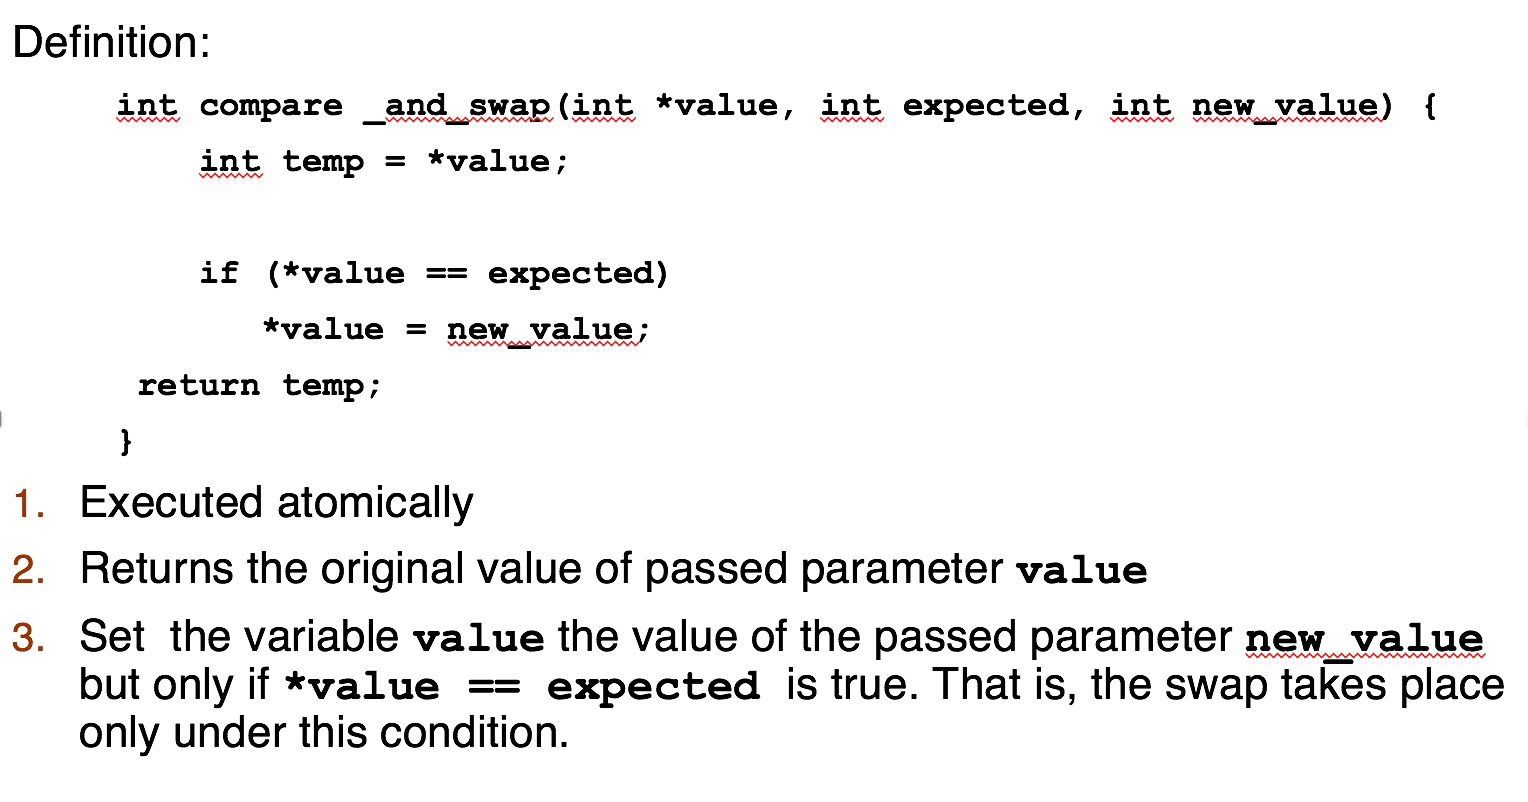 Definition:
int compare _and_swap(int *value, int expected, int new_value) {
int temp = *value;
if (*value == expected)
*value = new_value;
return temp;
}
1. Executed atomically
2. Returns the original value of passed parameter value
3. Set the variable value the value of the passed parameter new_value
but only if *value == expected is true. That is, the swap takes place
only under this condition.